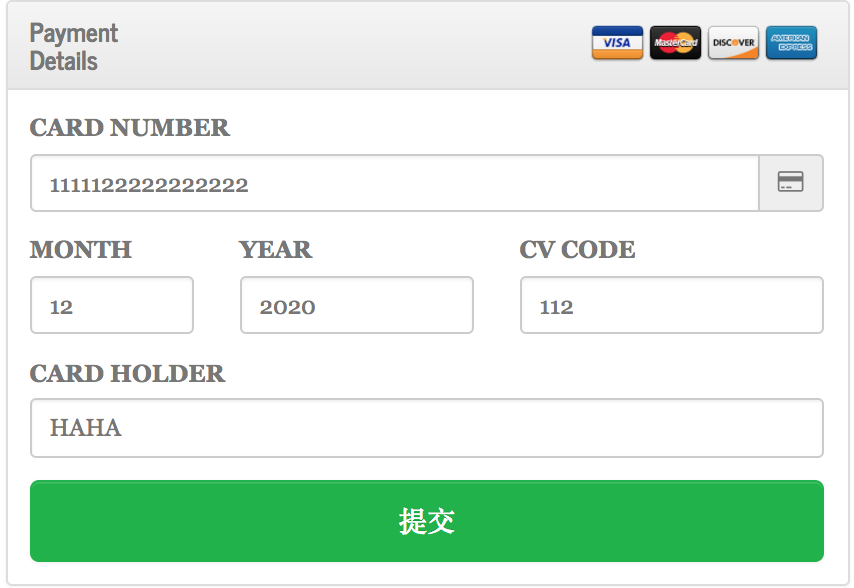 Payment
Details
VISA MasterCard DISCOVER AMERICAN EXPRESS
CARD NUMBER
1111122222222222
MONTH YEAR CV CODE
12 2020 112
CARD HOLDER
HAHA
提交